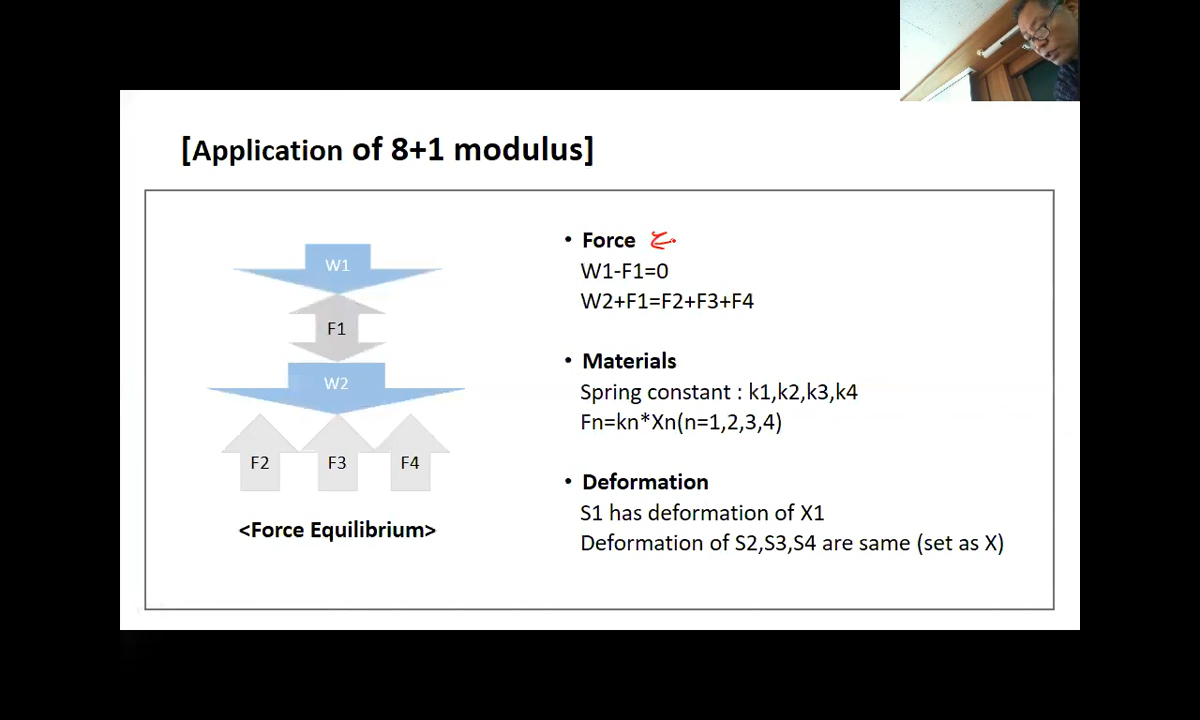 [Application of 8+1 modulus]
W1
F1
W2
F2 F3 F4
<Force Equilibrium>
• Force
W1-F1=0
W2+F1=F2+F3+F4
• Materials
Spring constant : k1,k2,k3,k4
Fn=kn*Xn(n=1,2,3,4)
• Deformation
S1 has deformation of X1
Deformation of S2,S3,S4 are same (set as X)